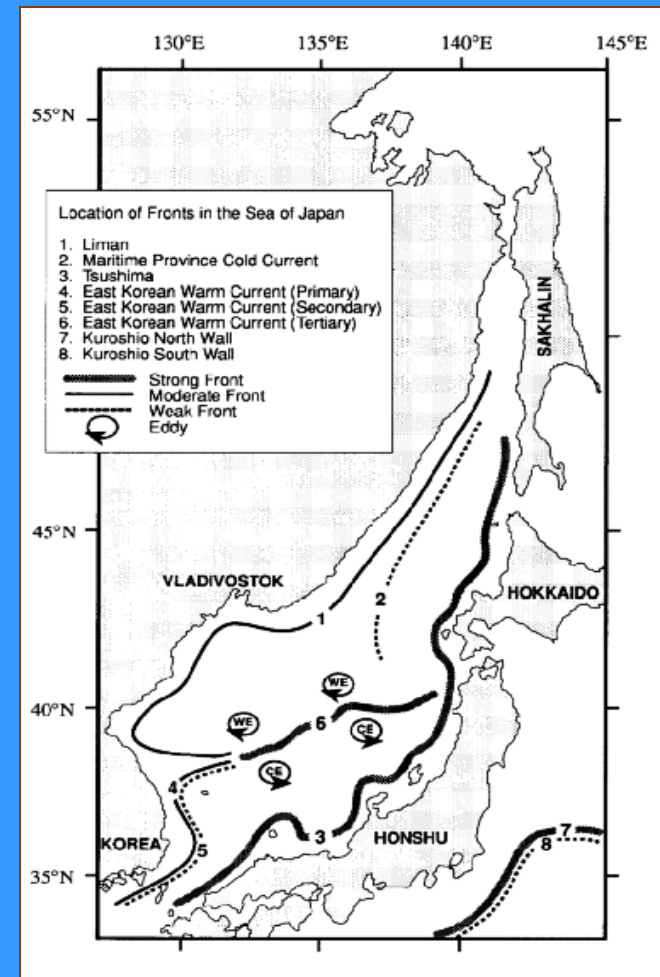 130°E 135°E 140°E 145°E
55°N
Location of Fronts in the Sea of Japan
1. Liman
2. Maritime Province Cold Current
3. Tsushima
4. East Korean Warm Current (Primary)
5. East Korean Warm Current (Secondary)
6. East Korean Warm Current (Tertiary)
7. Kuroshio North Wall
8. Kuroshio South Wall
Strong Front
Moderate Front
Weak Front
Eddy
SAKHALIN
45°N
VLADIVOSTOK
HOKKAIDO
2
1
WE
40°N
WE
6
CE
CE
4
KOREA
5
3
HONSHU
7
8
35°N